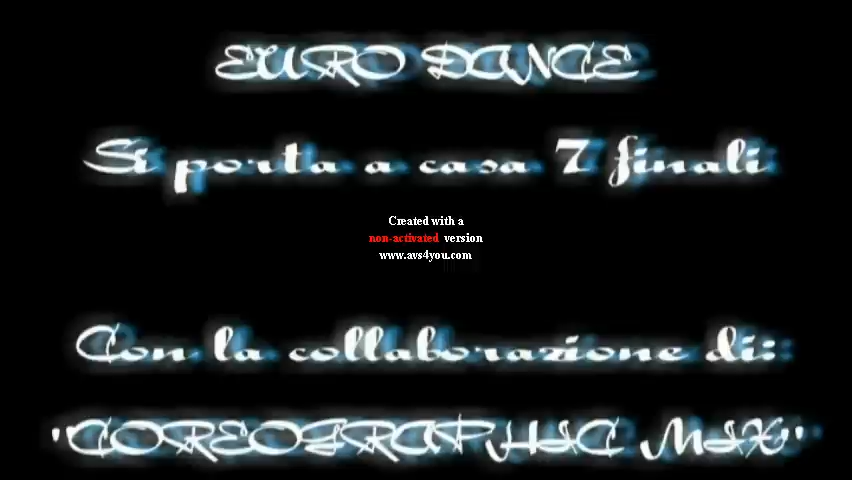 EURO DANCE
Si porta a casa 7 finali
Created with a
non-activated version
www.avs4you.com
Con la collaborazione di:
"COREOGRAPHIC MIX"